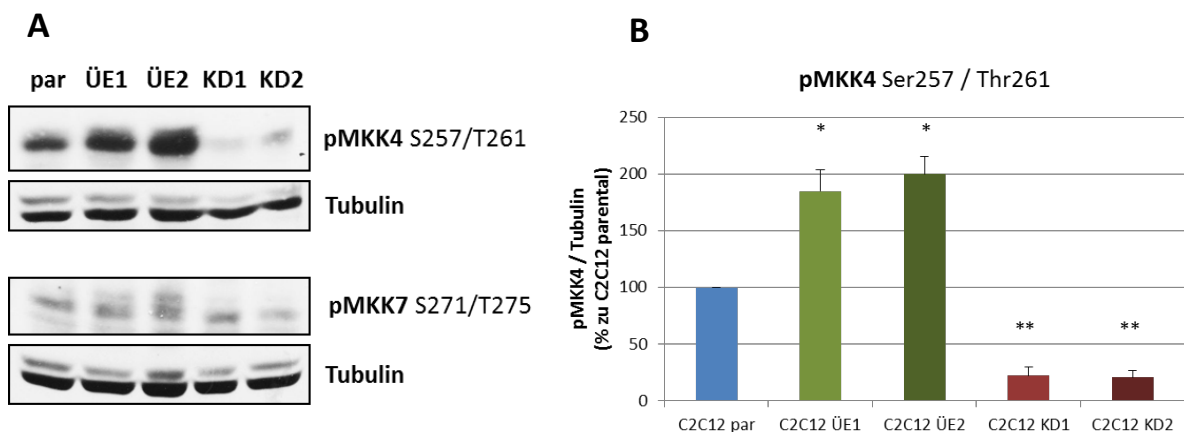 A
par ÜE1 ÜE2 KD1 KD2
pMKK4 S257/T261
Tubulin
pMKK7 S271/T275
Tubulin
B
pMKK4 Ser257 / Thr261
pMKK4 / Tubulin
(% zu C2C12 parental)
250
200
150
100
50
0
* * ** **
C2C12 par C2C12 ÜE1 C2C12 ÜE2 C2C12 KD1 C2C12 KD2